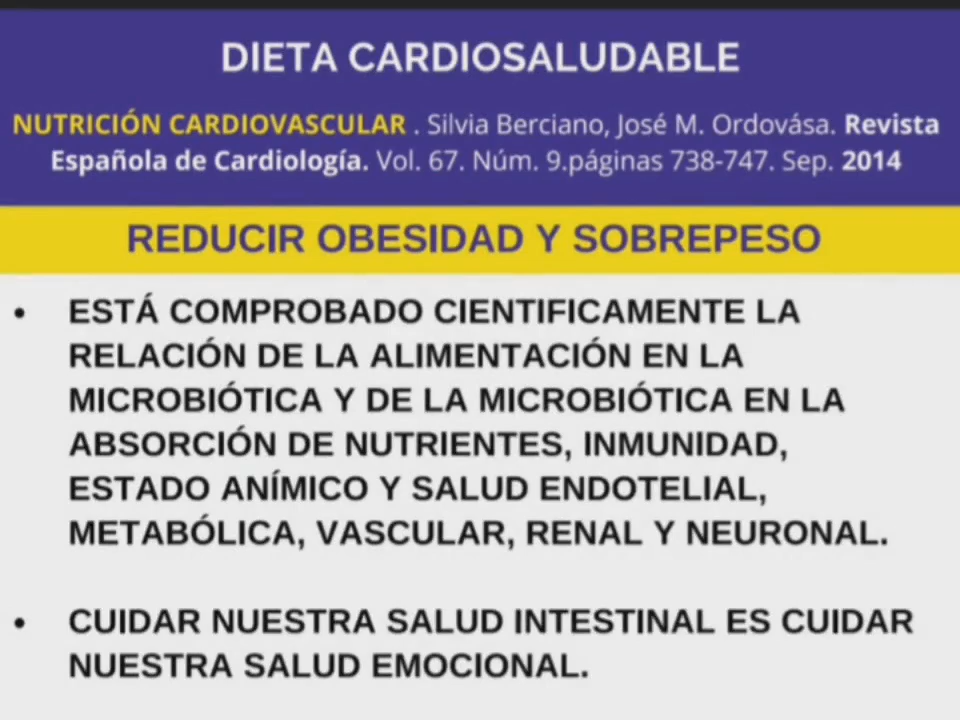 DIETA CARDIOSALUDABLE
NUTRICIÓN CARDIOVASCULAR . Silvia Berciano, José M. Ordovása. Revista
Española de Cardiología. Vol. 67. Núm. 9.páginas 738-747. Sep. 2014
REDUCIR OBESIDAD Y SOBREPESO
• ESTÁ COMPROBADO CIENTIFICAMENTE LA
RELACIÓN DE LA ALIMENTACIÓN EN LA
MICROBIÓTICA Y DE LA MICROBIÓTICA EN LA
ABSORCIÓN DE NUTRIENTES, INMUNIDAD,
ESTADO ANÍMICO Y SALUD ENDOTELIAL,
METABÓLICA, VASCULAR, RENAL Y NEURONAL.
• CUIDAR NUESTRA SALUD INTESTINAL ES CUIDAR
NUESTRA SALUD EMOCIONAL.